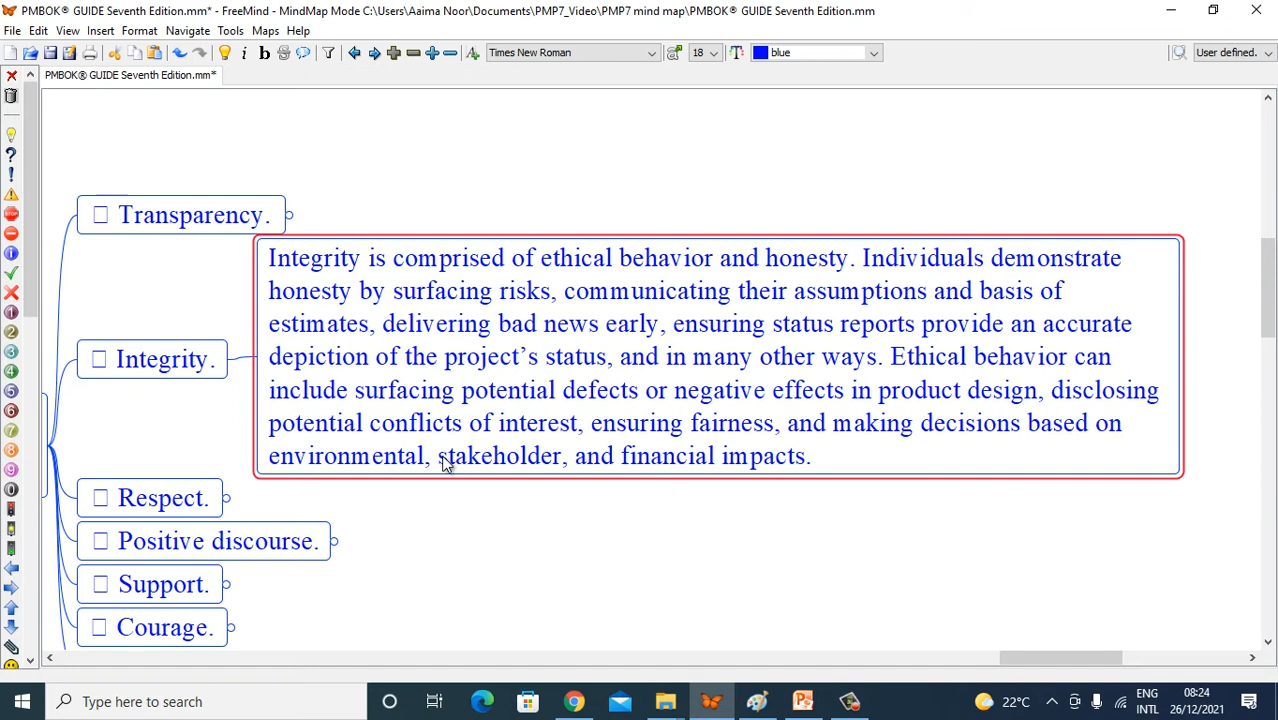 PMBOK® GUIDE Seventh Edition.mm* - FreeMind - MindMap Mode C:\Users\Aaima Noor\Documents\PMP7_Video\PMP7 mind map\PMBOK® GUIDE Seventh Edition.mm
File Edit View Insert Format Navigate Tools Maps Help
Times New Roman 18 blue User defined.
PMBOK® GUIDE Seventh Edition.mm*
Transparency.
Integrity is comprised of ethical behavior and honesty. Individuals demonstrate
honesty by surfacing risks, communicating their assumptions and basis of
estimates, delivering bad news early, ensuring status reports provide an accurate
Integrity.
depiction of the project’s status, and in many other ways. Ethical behavior can
include surfacing potential defects or negative effects in product design, disclosing
potential conflicts of interest, ensuring fairness, and making decisions based on
environmental, stakeholder, and financial impacts.
Respect.
Positive discourse.
Support.
Courage.
Type here to search
22°C
ENG
INTL
08:24
26/12/2021